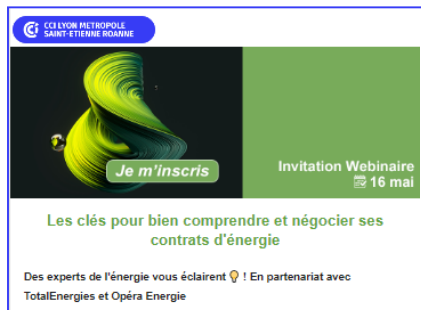 CCI LYON METROPOLE
SAINT-ETIENNE ROANNE
Je m'inscris
Invitation Webinaire
📅 16 mai
Les clés pour bien comprendre et négocier ses
contrats d'énergie
Des experts de l'énergie vous éclairent 💡 ! En partenariat avec
TotalEnergies et Opéra Energie